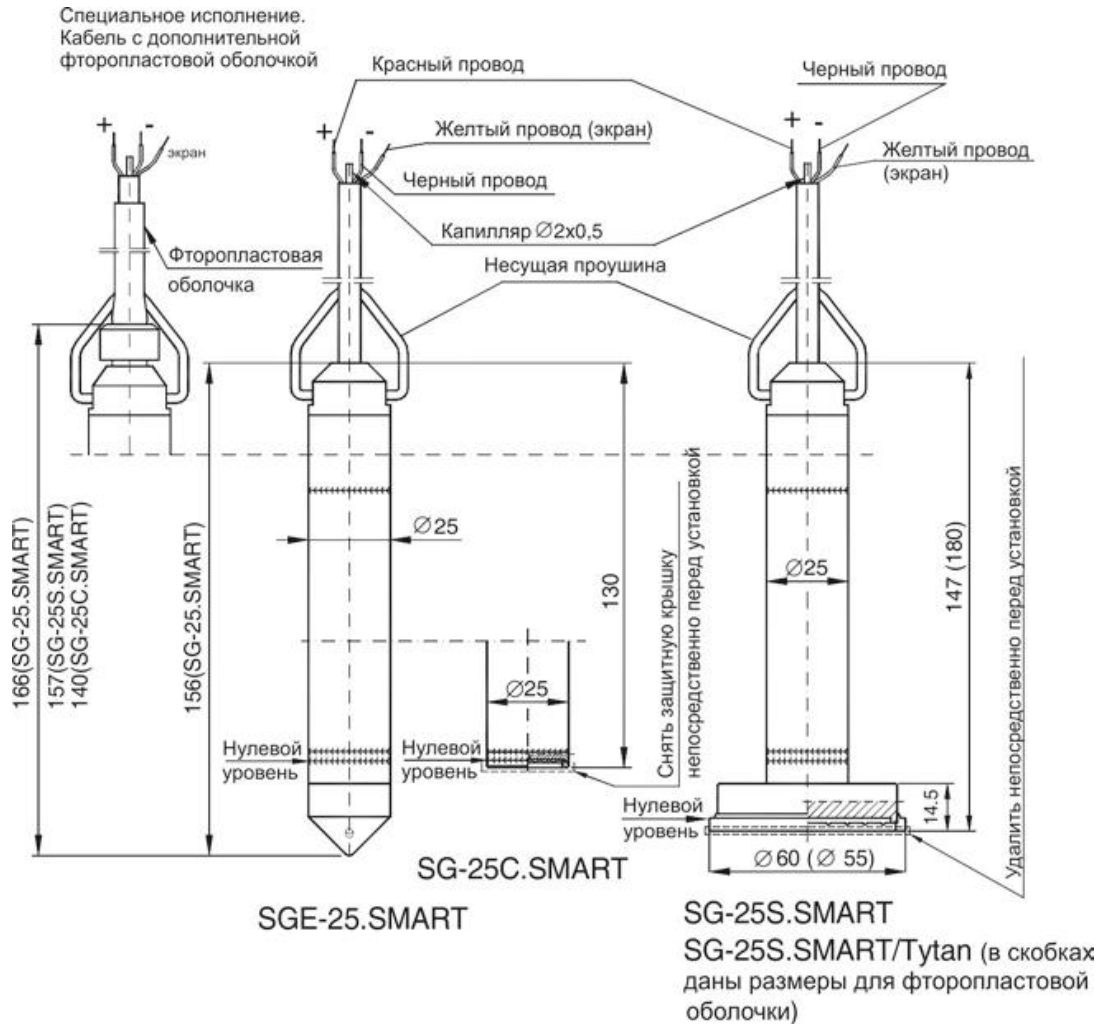 Специальное исполнение.
Кабель с дополнительной
фторопластовой оболочкой
Красный провод
Черный провод
+ -
экран
+ -
Желтый провод (экран)
Черный провод
+ -
Желтый провод
(экран)
Капилляр ∅2x0,5
Фторопластовая
оболочка
Несущая проушина
166(SG-25.SMART)
157(SG-25S.SMART)
140(SG-25C.SMART)
156(SG-25.SMART)
∅25
130
Снять защитную крышку
непосредственно перед установкой
∅25
147 (180)
Удалить непосредственно перед установкой
∅25
Нулевой
уровень
Нулевой
уровень
Нулевой
уровень
14.5
∅60 (∅ 55)
SG-25C.SMART
SGE-25.SMART
SG-25S.SMART
SG-25S.SMART/Tytan (в скобках
даны размеры для фторопластовой
оболочки)